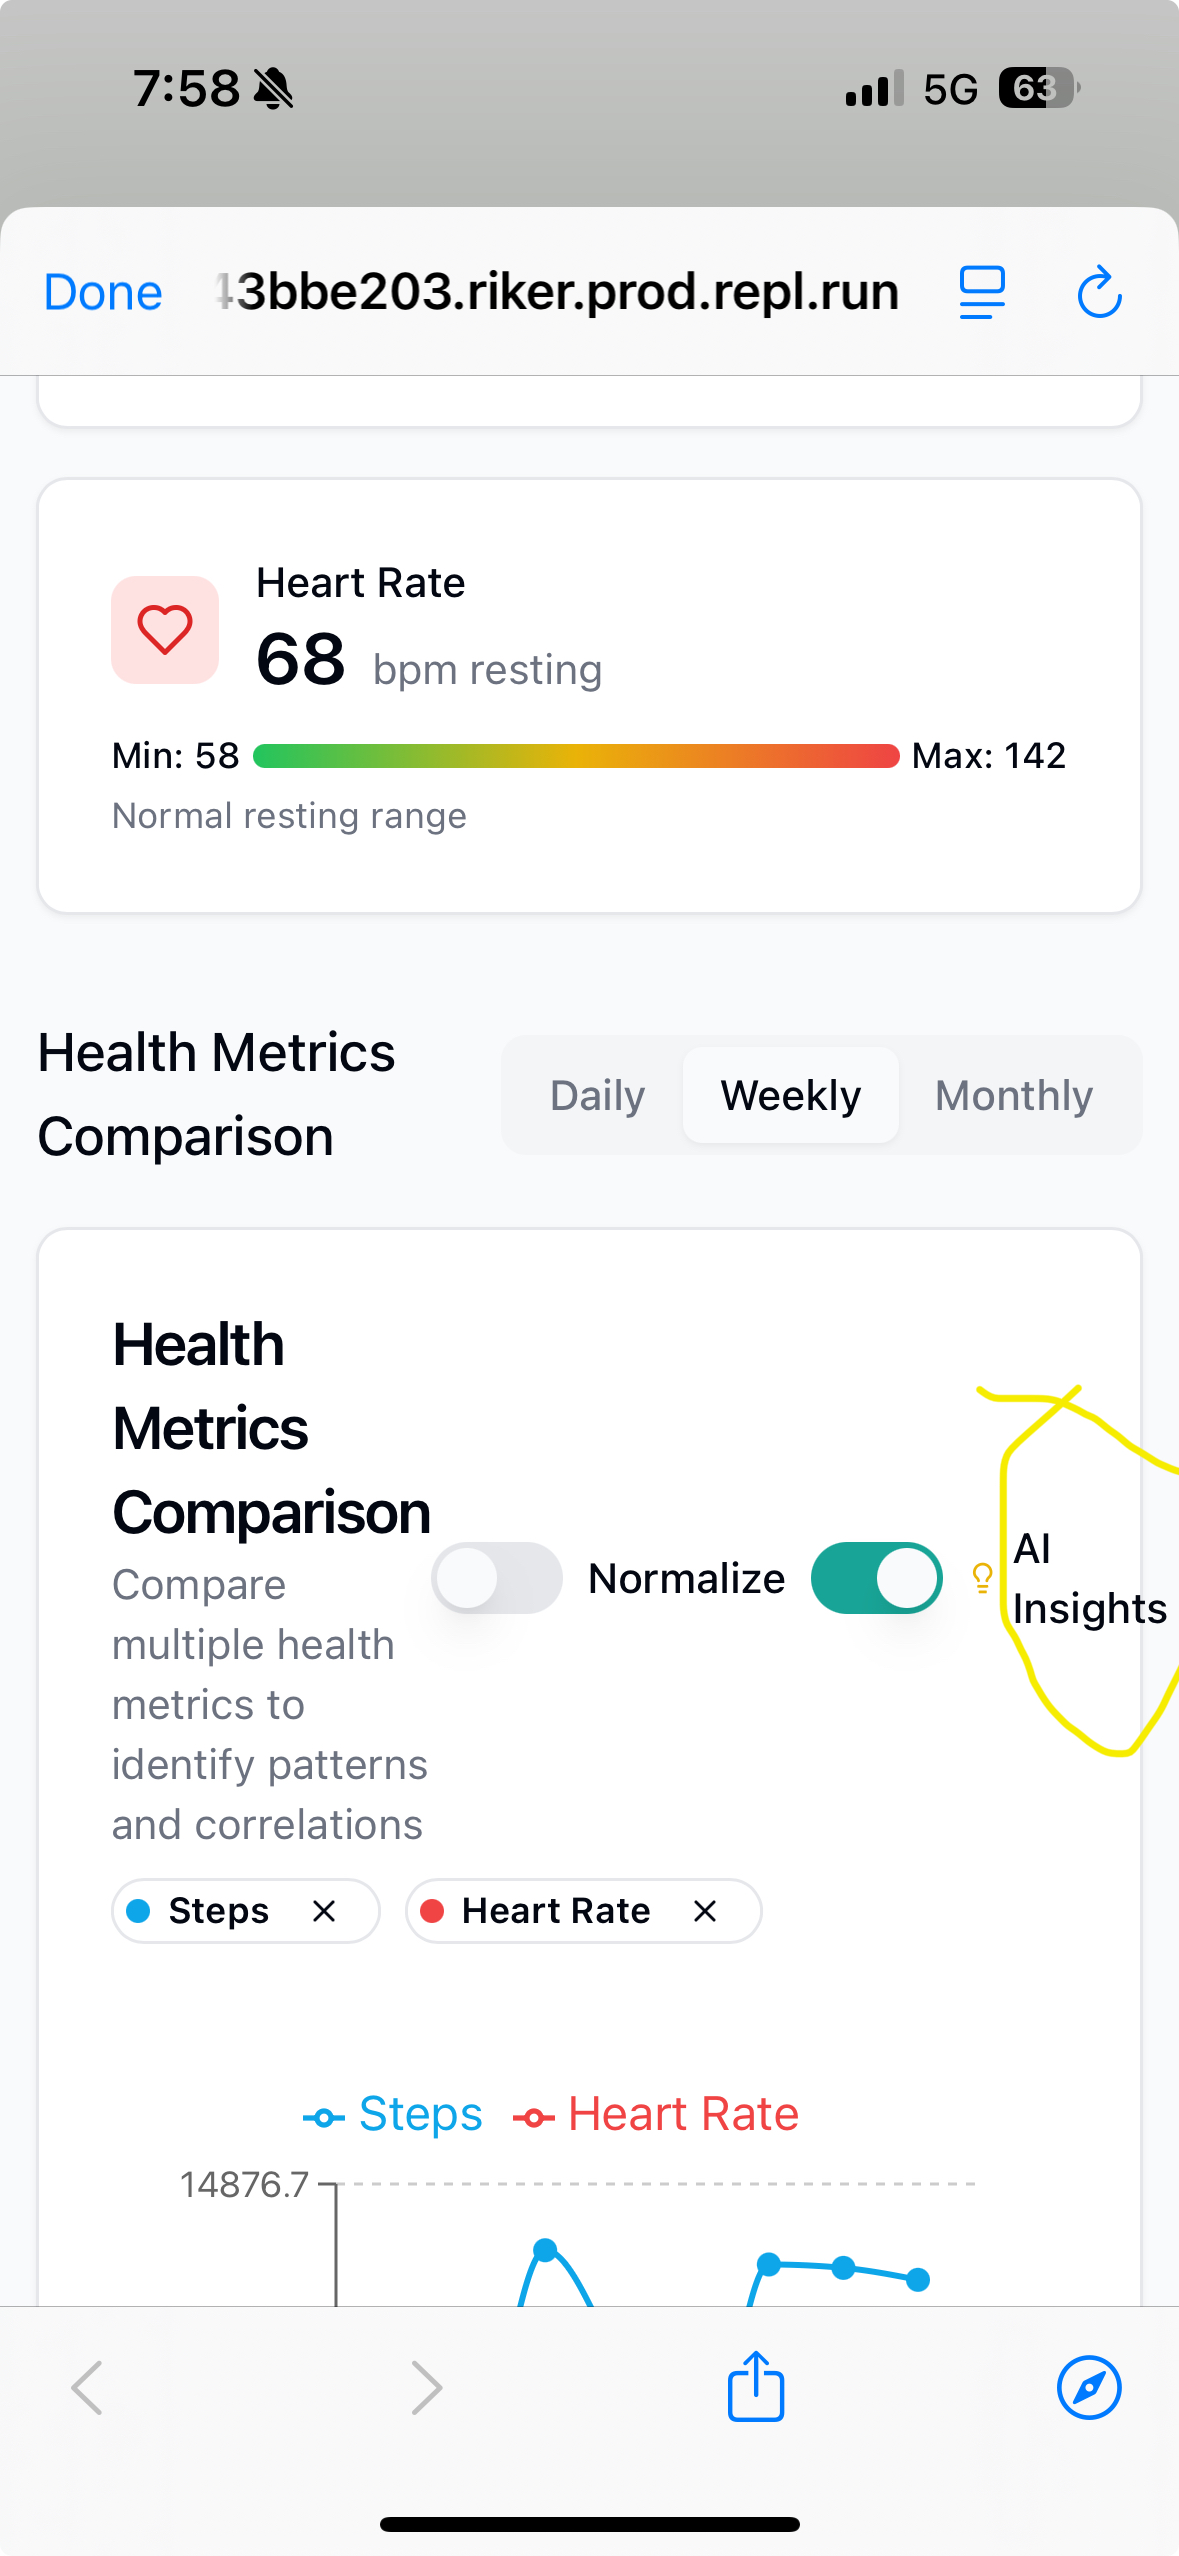 7:58
5G
63
Done
43bbe203.riker.prod.repl.run
Heart Rate
68 bpm resting
Min: 58
Max: 142
Normal resting range
Health Metrics
Comparison
Daily
Weekly
Monthly
Health
Metrics
Comparison
Compare
multiple health
metrics to
identify patterns
and correlations
Normalize
AI
Insights
Steps
Heart Rate
Steps
Heart Rate
14876.7